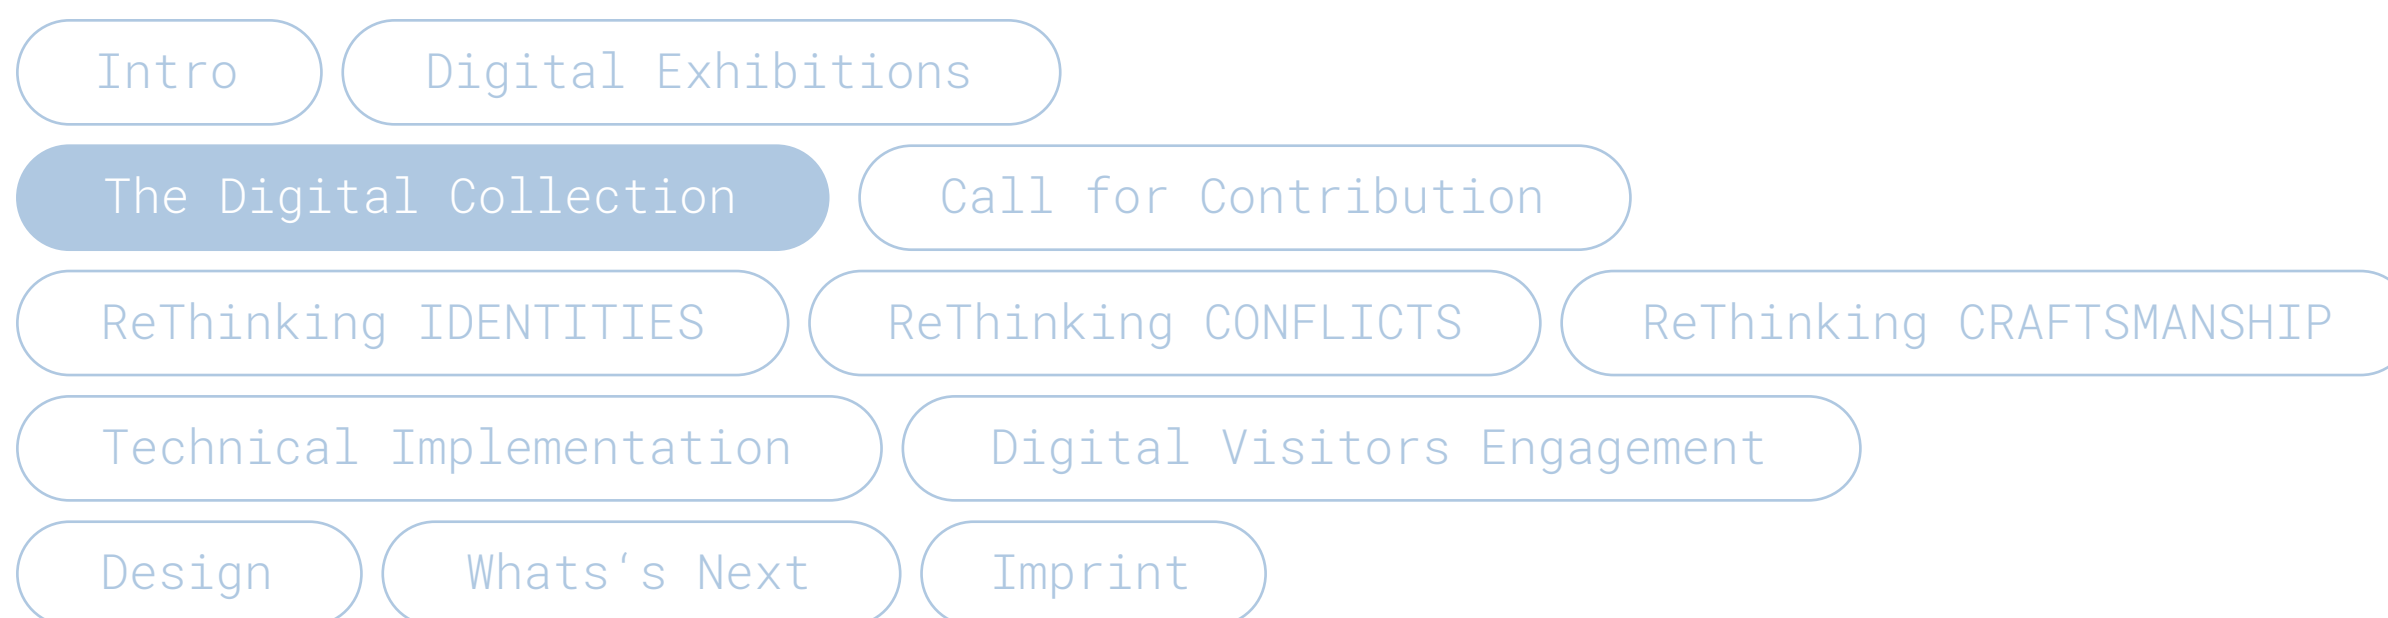 Intro Digital Exhibitions
The Digital Collection Call for Contribution
ReThinking IDENTITIES ReThinking CONFLICTS ReThinking CRAFTSMANSHIP
Technical Implementation Digital Visitors Engagement
Design Whats‘s Next Imprint